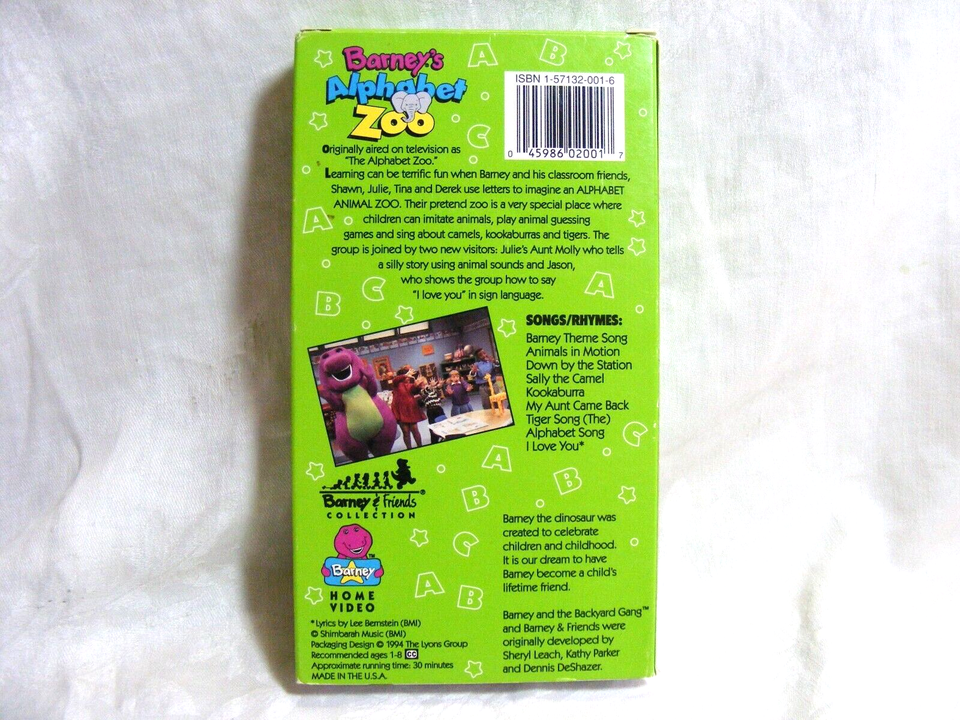 Barney's
Alphabet
Zoo
ISBN 1-57132-001-6
0 45986 02001 7
Originally aired on television as
"The Alphabet Zoo."
Learning can be terrific fun when Barney and his classroom friends,
Shawn, Julie, Tina and Derek use letters to imagine an ALPHABET
ANIMAL ZOO. Their pretend zoo is a very special place where
children can imitate animals, play animal guessing
games and sing about camels, kookaburras and tigers. The
group is joined by two new visitors: Julie's Aunt Molly who tells
a silly story using animal sounds and Jason,
who shows the group how to say
"I love you" in sign language.
SONGS/RHYMES:
Barney Theme Song
Animals in Motion
Down by the Station
Sally the Camel
Kookaburra
My Aunt Came Back
Tiger Song (The)
Alphabet Song
I Love You*
Barney & Friends®
COLLECTION
Barney™
HOME
VIDEO
Barney the dinosaur was
created to celebrate
children and childhood.
It is our dream to have
Barney become a child's
lifetime friend.
Barney and the Backyard Gang™
and Barney & Friends were
originally developed by
Sheryl Leach, Kathy Parker
and Dennis DeShazer.
*Lyrics by Lee Bernstein (BMI)
© Shimbarah Music (BMI)
Packaging Design © 1994 The Lyons Group
Recommended ages 1-8 CC
Approximate running time: 30 minutes
MADE IN THE U.S.A.
A
B
C
A
B
C
A
C
A
B
B
C
A
B